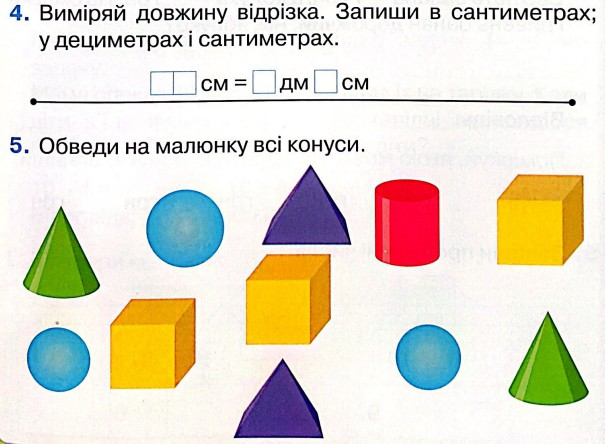 4. Виміряй довжину відрізка. Запиши в сантиметрах;
у дециметрах і сантиметрах.
см = дм см
5. Обведи на малюнку всі конуси.